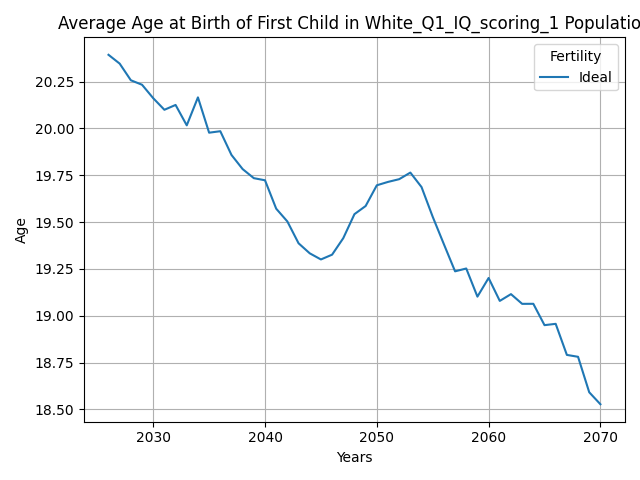 Average Age at Birth of First Child in White_Q1_IQ_scoring_1 Populatio
Fertility
Ideal
20.25
20.00
19.75
19.50
19.25
19.00
18.75
18.50
Age
2030 2040 2050 2060 2070
Years